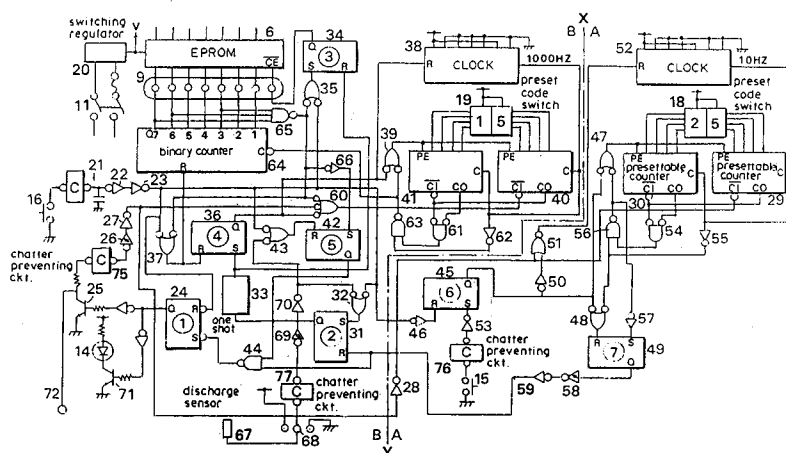 X
B A
switching
regulator
V
6
34
38
52
EPROM
CE
Q
S
3
R
R
CLOCK
1000HZ
R
CLOCK
10HZ
20
9
35
preset
code
switch
19
1 5
preset
code switch
18
2 5
11
65
39
47
Q7 6 5 4 3 2 1
binary counter
C
R
64
66
PE
C
PE
CI CO
CI CO
41
40
PE
presettable
counter
C
PE
presettable
counter
C
CI CO
CI CO
30
29
21
22
23
C
16
60
36
42
Q S
4
R
R S
5
Q
63
61
62
51
56
54
55
27
26
C
75
37
43
chatter
preventing
ckt.
25
24
1
R
Q
S
33
one
shot
70
32
45
Q
6
R S
50
48
57
14
69
Q S
2
R
31
46
53
R S
7
Q
49
44
77
C
chatter
preventing
ckt.
28
76
C
chatter
preventing
ckt.
15
59
58
71
72
discharge
sensor
67
68
B A
Y